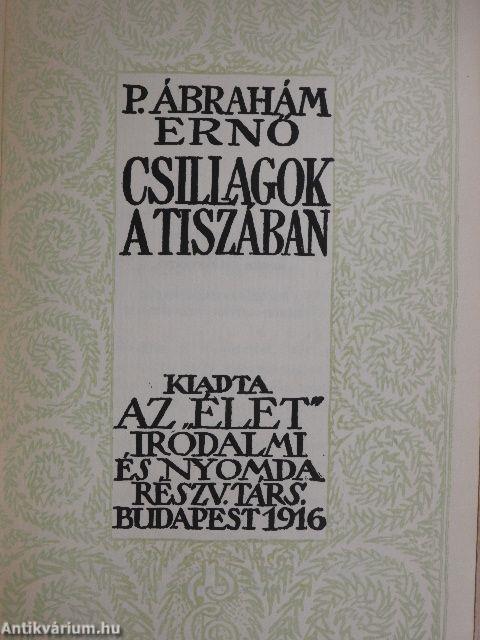 P. ÁBRAHÁM
ERNŐ
CSILLAGOK
A TISZÁBAN
KIADTA
AZ „ÉLET”
IRODALMI
ÉS NYOMDA
RÉSZV. TÁRS.
BUDAPEST 1916
Antikvárium.hu